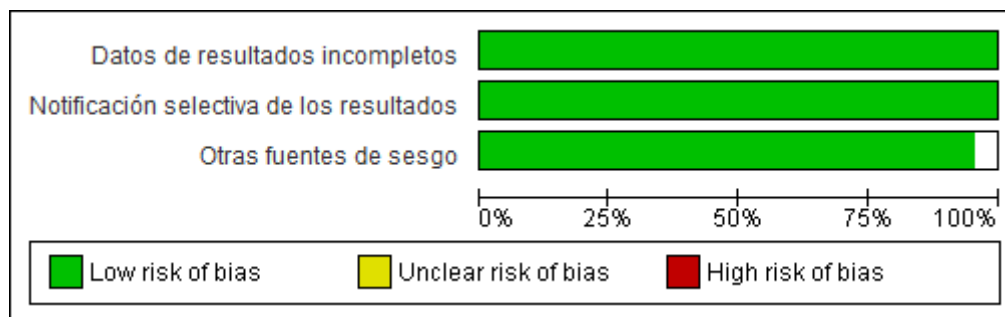 Datos de resultados incompletos
Notificación selectiva de los resultados
Otras fuentes de sesgo
0% 25% 50% 75% 100%
Low risk of bias Unclear risk of bias High risk of bias